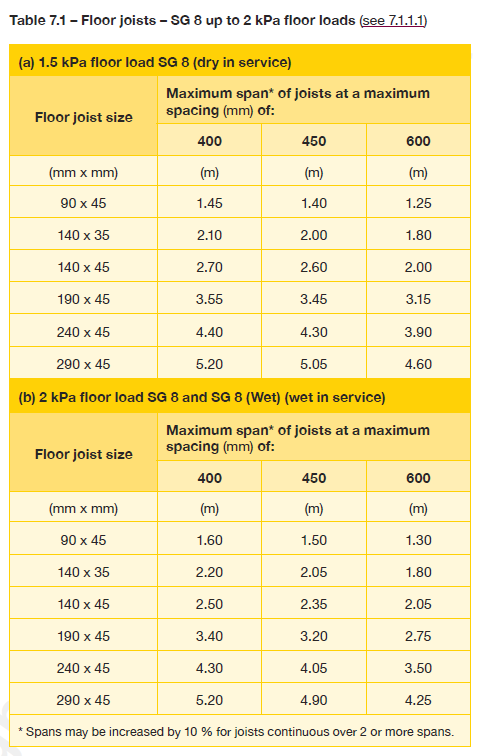 Table 7.1 – Floor joists – SG 8 up to 2 kPa floor loads (see 7.1.1.1)
(a) 1.5 kPa floor load SG 8 (dry in service)
Floor joist size
Maximum span* of joists at a maximum
spacing (mm) of:
400 450 600
(mm x mm) (m) (m) (m)
90 x 45 1.45 1.40 1.25
140 x 35 2.10 2.00 1.80
140 x 45 2.70 2.60 2.00
190 x 45 3.55 3.45 3.15
240 x 45 4.40 4.30 3.90
290 x 45 5.20 5.05 4.60
(b) 2 kPa floor load SG 8 and SG 8 (Wet) (wet in service)
Floor joist size
Maximum span* of joists at a maximum
spacing (mm) of:
400 450 600
(mm x mm) (m) (m) (m)
90 x 45 1.60 1.50 1.30
140 x 35 2.20 2.05 1.80
140 x 45 2.50 2.35 2.05
190 x 45 3.40 3.20 2.75
240 x 45 4.30 4.05 3.50
290 x 45 5.20 4.90 4.25
* Spans may be increased by 10 % for joists continuous over 2 or more spans.